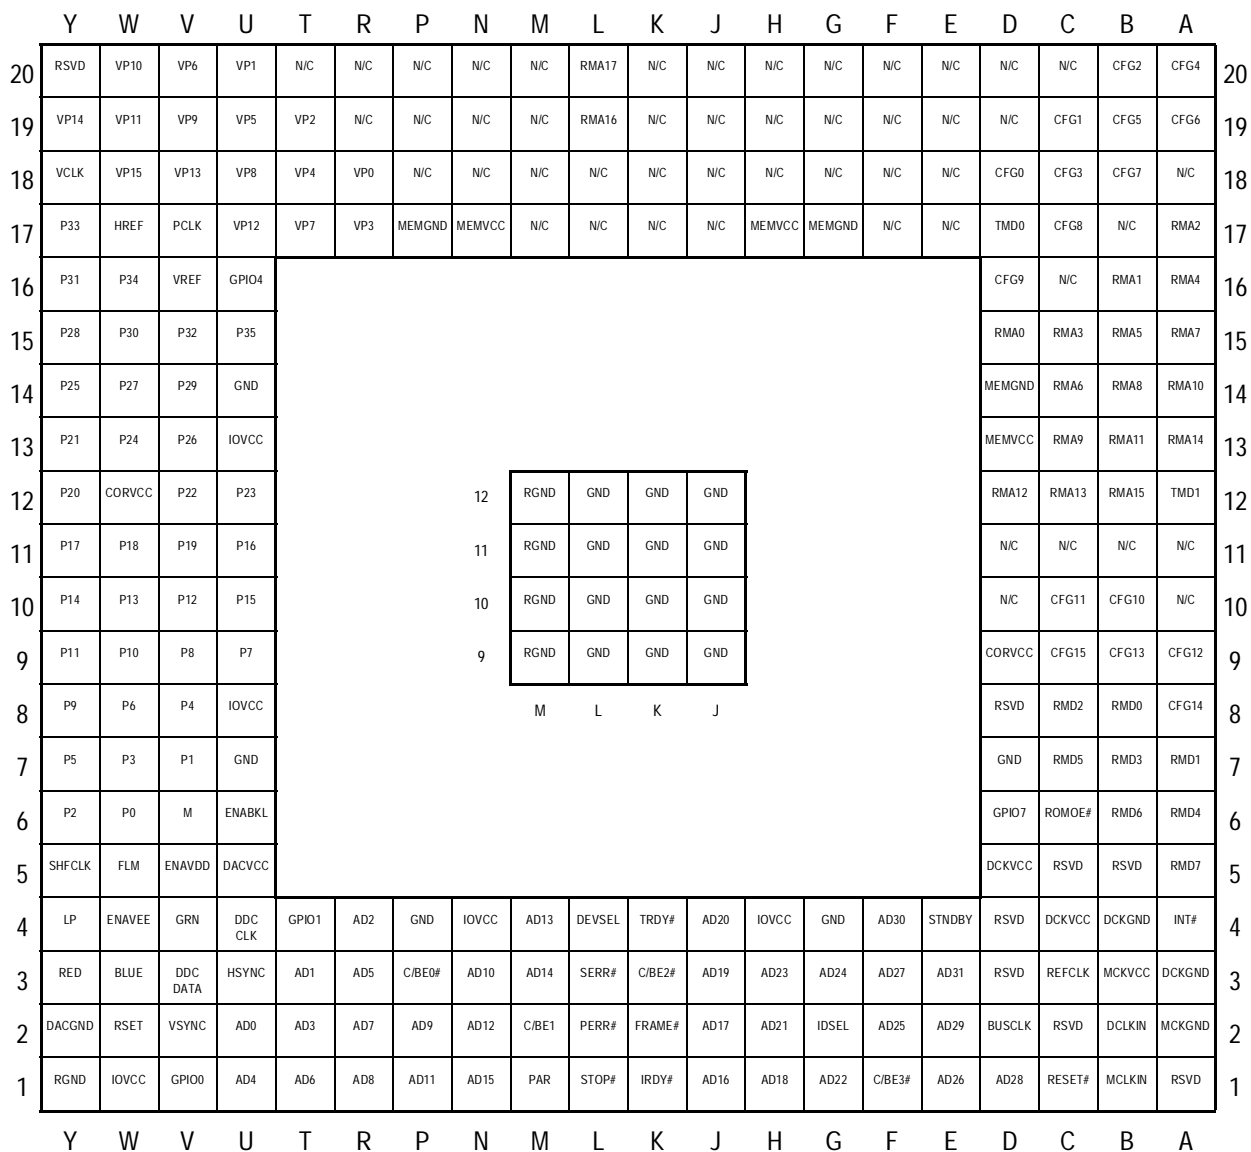 Y W V U T R P N M L K J H G F E D C B A
20 RSVD VP10 VP6 VP1 N/C N/C N/C N/C N/C RMA17 N/C N/C N/C N/C N/C N/C N/C N/C CFG2 CFG4 20
19 VP14 VP11 VP9 VP5 VP2 N/C N/C N/C N/C RMA16 N/C N/C N/C N/C N/C N/C N/C CFG1 CFG5 CFG6 19
18 VCLK VP15 VP13 VP8 VP4 VP0 N/C N/C N/C N/C N/C N/C N/C N/C N/C N/C CFG0 CFG3 CFG7 N/C 18
17 P33 HREF PCLK VP12 VP7 VP3 MEMGND MEMVCC N/C N/C N/C N/C MEMVCC MEMGND N/C N/C TMD0 CFG8 N/C RMA2 17
16 P31 P34 VREF GPIO4 CFG9 N/C RMA1 RMA4 16
15 P28 P30 P32 P35 RMA0 RMA3 RMA5 RMA7 15
14 P25 P27 P29 GND MEMGND RMA6 RMA8 RMA10 14
13 P21 P24 P26 IOVCC MEMVCC RMA9 RMA11 RMA14 13
12 P20 CORVCC P22 P23 12 RGND GND GND GND RMA12 RMA13 RMA15 TMD1 12
11 P17 P18 P19 P16 11 RGND GND GND GND N/C N/C N/C N/C 11
10 P14 P13 P12 P15 10 RGND GND GND GND N/C CFG11 CFG10 N/C 10
9 P11 P10 P8 P7 9 RGND GND GND GND CORVCC CFG15 CFG13 CFG12 9
8 P9 P6 P4 IOVCC M L K J RSVD RMD2 RMD0 CFG14 8
7 P5 P3 P1 GND GND RMD5 RMD3 RMD1 7
6 P2 P0 M ENABKL GPIO7 ROMOE# RMD6 RMD4 6
5 SHFCLK FLM ENAVDD DACVCC DCKVCC RSVD RSVD RMD7 5
4 LP ENAVEE GRN DDC CLK GPIO1 AD2 GND IOVCC AD13 DEVSEL TRDY# AD20 IOVCC GND AD30 STNDBY RSVD DCKVCC DCKGND INT# 4
3 RED BLUE DDC DATA HSYNC AD1 AD5 C/BE0# AD10 AD14 SERR# C/BE2# AD19 AD23 AD24 AD27 AD31 RSVD REFCLK MCKVCC DCKGND 3
2 DACGND RSET VSYNC AD0 AD3 AD7 AD9 AD12 C/BE1 PERR# FRAME# AD17 AD21 IDSEL AD25 AD29 BUSCLK RSVD DCLKIN MCKGND 2
1 RGND IOVCC GPIO0 AD4 AD6 AD8 AD11 AD15 PAR STOP# IRDY# AD16 AD18 AD22 C/BE3# AD26 AD28 RESET# MCLKIN RSVD 1
Y W V U T R P N M L K J H G F E D C B A